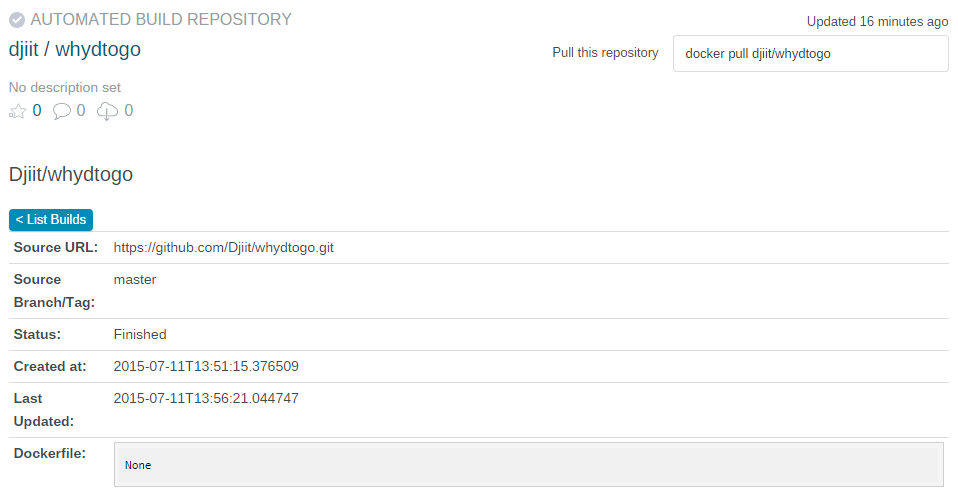 AUTOMATED BUILD REPOSITORY
Updated 16 minutes ago
djiit / whydtogo
Pull this repository
docker pull djiit/whydtogo
No description set
0 0 0
Djiit/whydtogo
< List Builds
Source URL: https://github.com/Djiit/whydtogo.git
Source master
Branch/Tag:
Status: Finished
Created at: 2015-07-11T13:51:15.376509
Last 2015-07-11T13:56:21.044747
Updated:
Dockerfile:
None